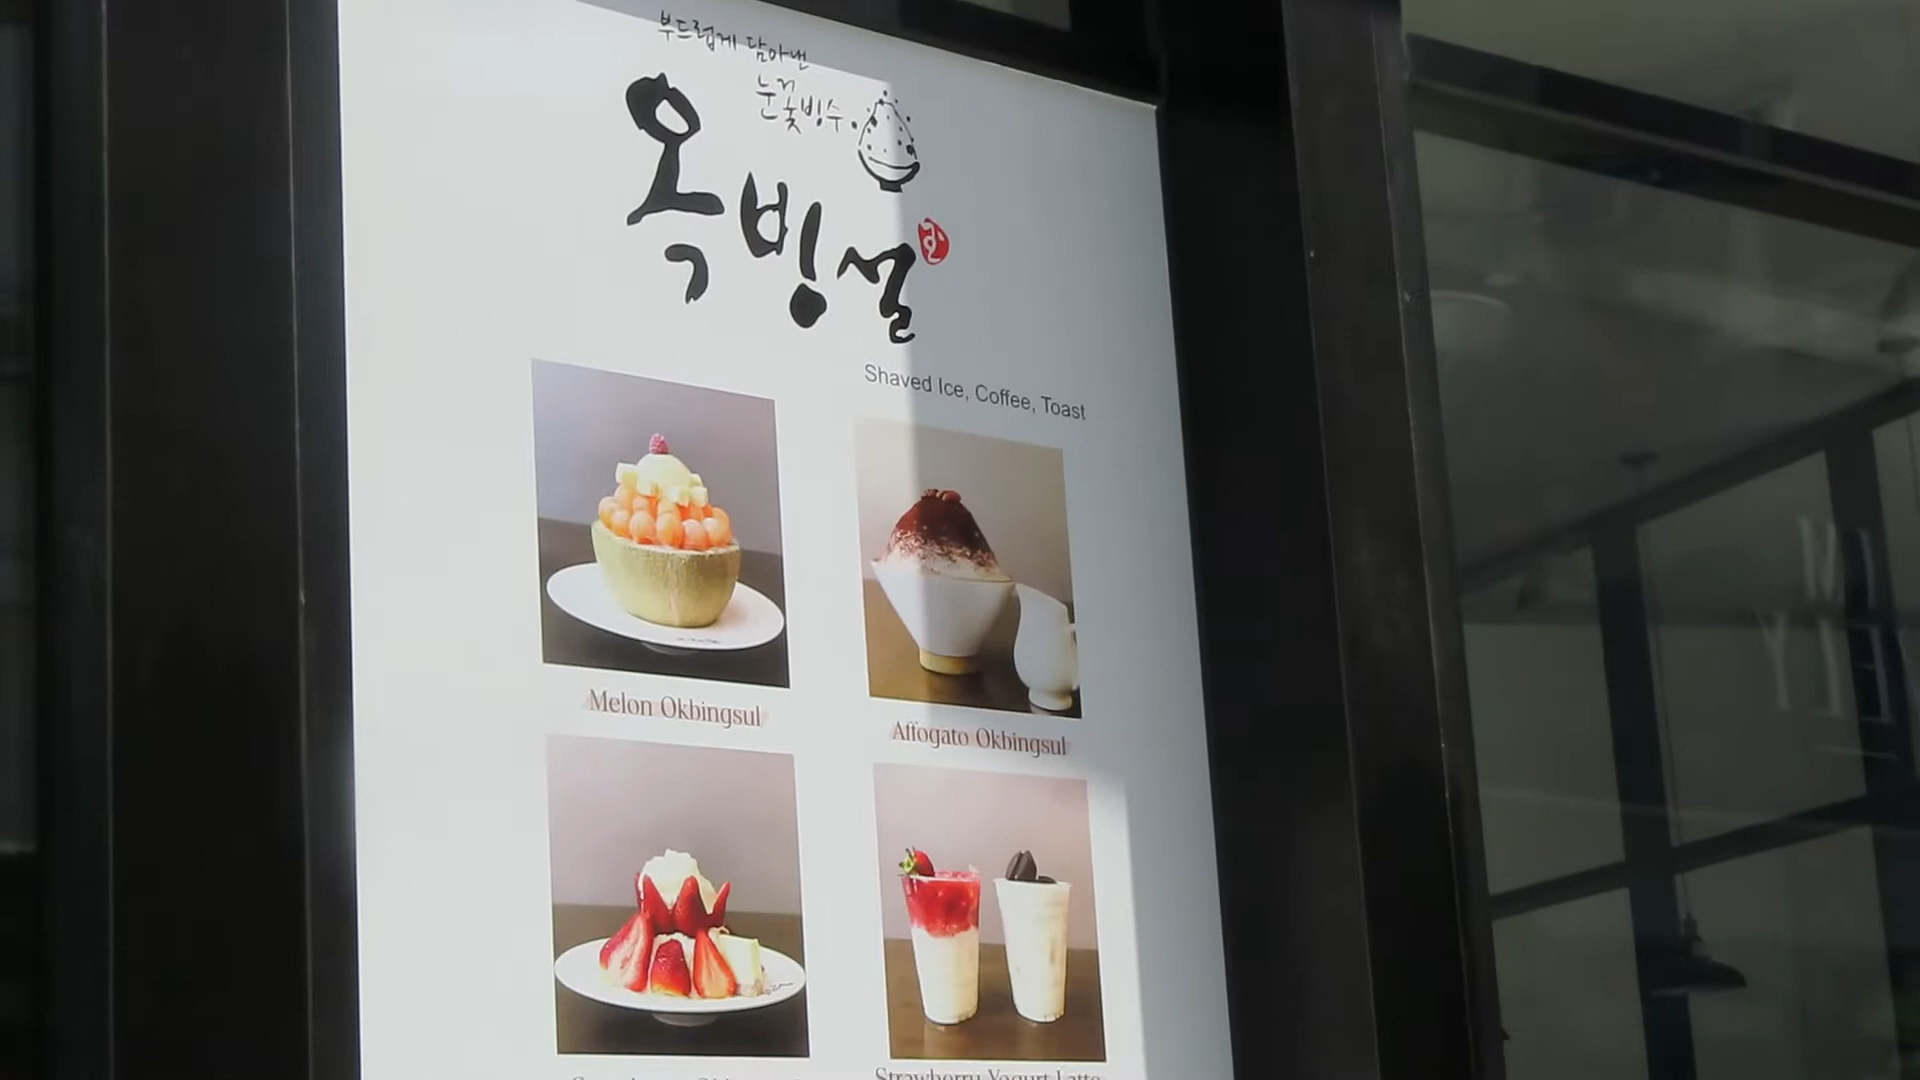 부드럽게 담아낸
눈꽃빙수
옥빙설
Shaved Ice, Coffee, Toast
Melon Okbingsul
Affogato Okbingsul
Strawberry Yogurt Latte